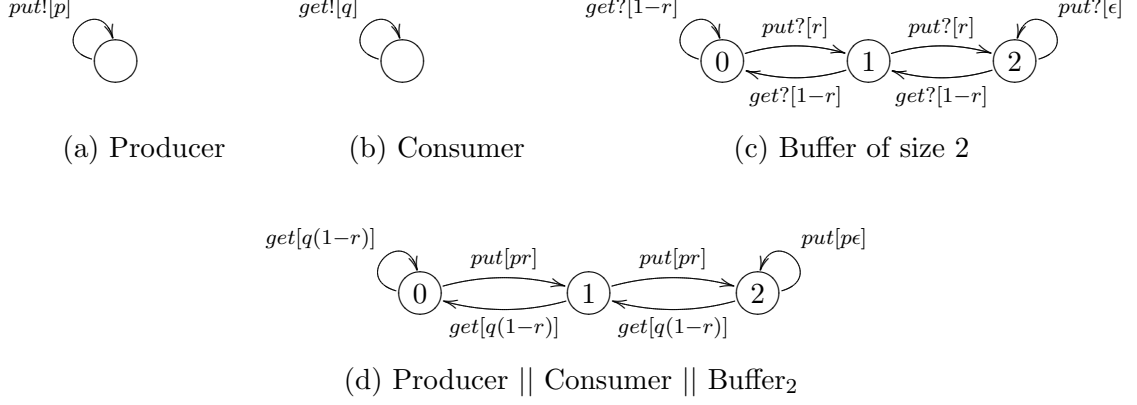 put![p]
get![q]
get?[1−r]
put?[r]
put?[r]
put?[ϵ]
0
1
2
get?[1−r]
get?[1−r]
(a) Producer
(b) Consumer
(c) Buffer of size 2
get[q(1−r)]
put[pr]
put[pr]
put[pϵ]
0
1
2
get[q(1−r)]
get[q(1−r)]
(d) Producer || Consumer || Buffer₂